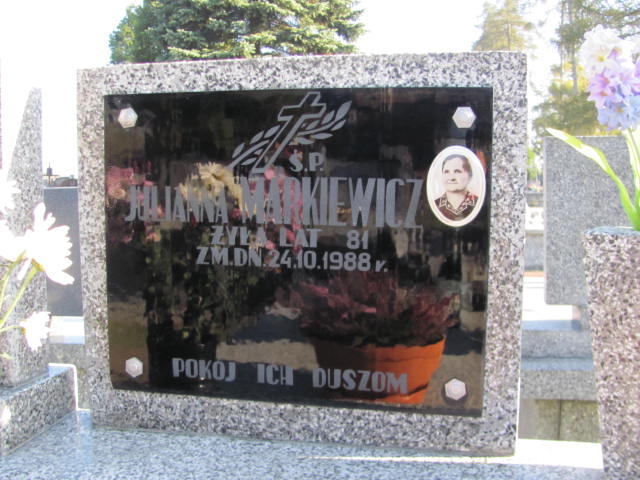 Ś.P.
JULIANNA MARKIEWICZ
ŻYŁA LAT 81
ZM.DN.24.10.1988 r.
POKÓJ ICH DUSZOM